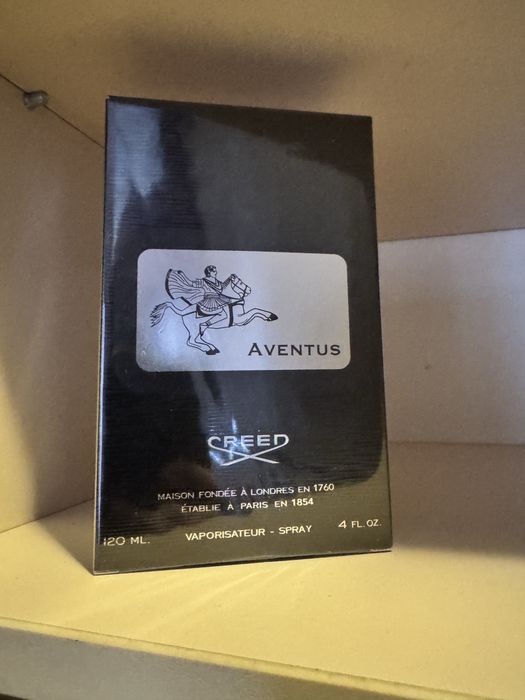 AVENTUS
CREED
MAISON FONDÉE À LONDRES EN 1760
ÉTABLIE À PARIS EN 1854
120 ML. VAPORISATEUR - SPRAY 4 FL. OZ.